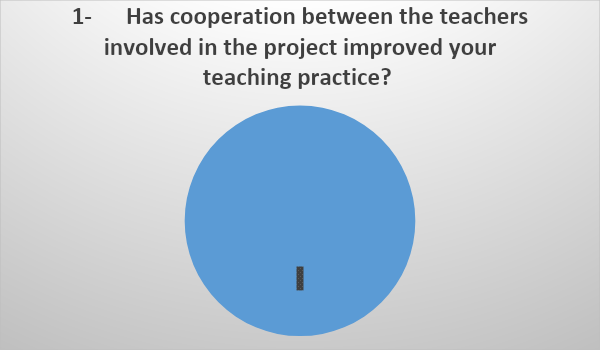 1- Has cooperation between the teachers
involved in the project improved your
teaching practice?